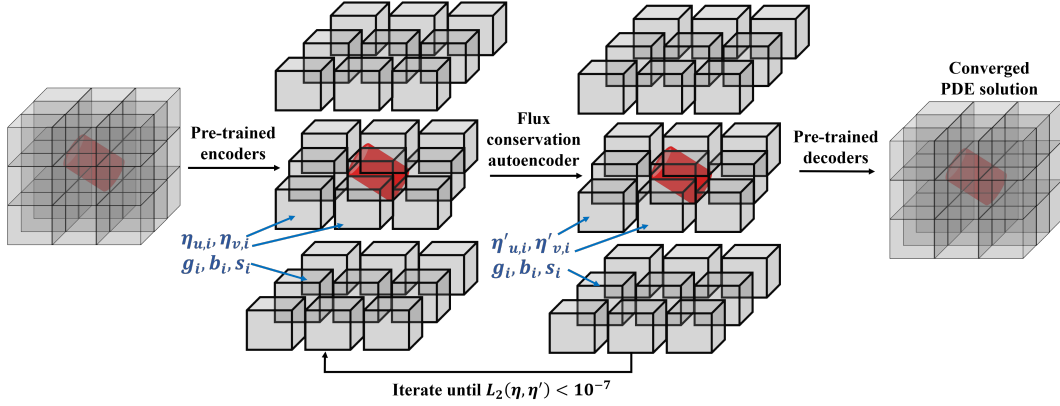 Pre-trained
encoders
Flux
conservation
autoencoder
Pre-trained
decoders
Converged
PDE solution
η_{u,i}, η_{v,i}
g_i, b_i, s_i
η'_{u,i}, η'_{v,i}
g_i, b_i, s_i
Iterate until L_2(η, η') < 10^{-7}